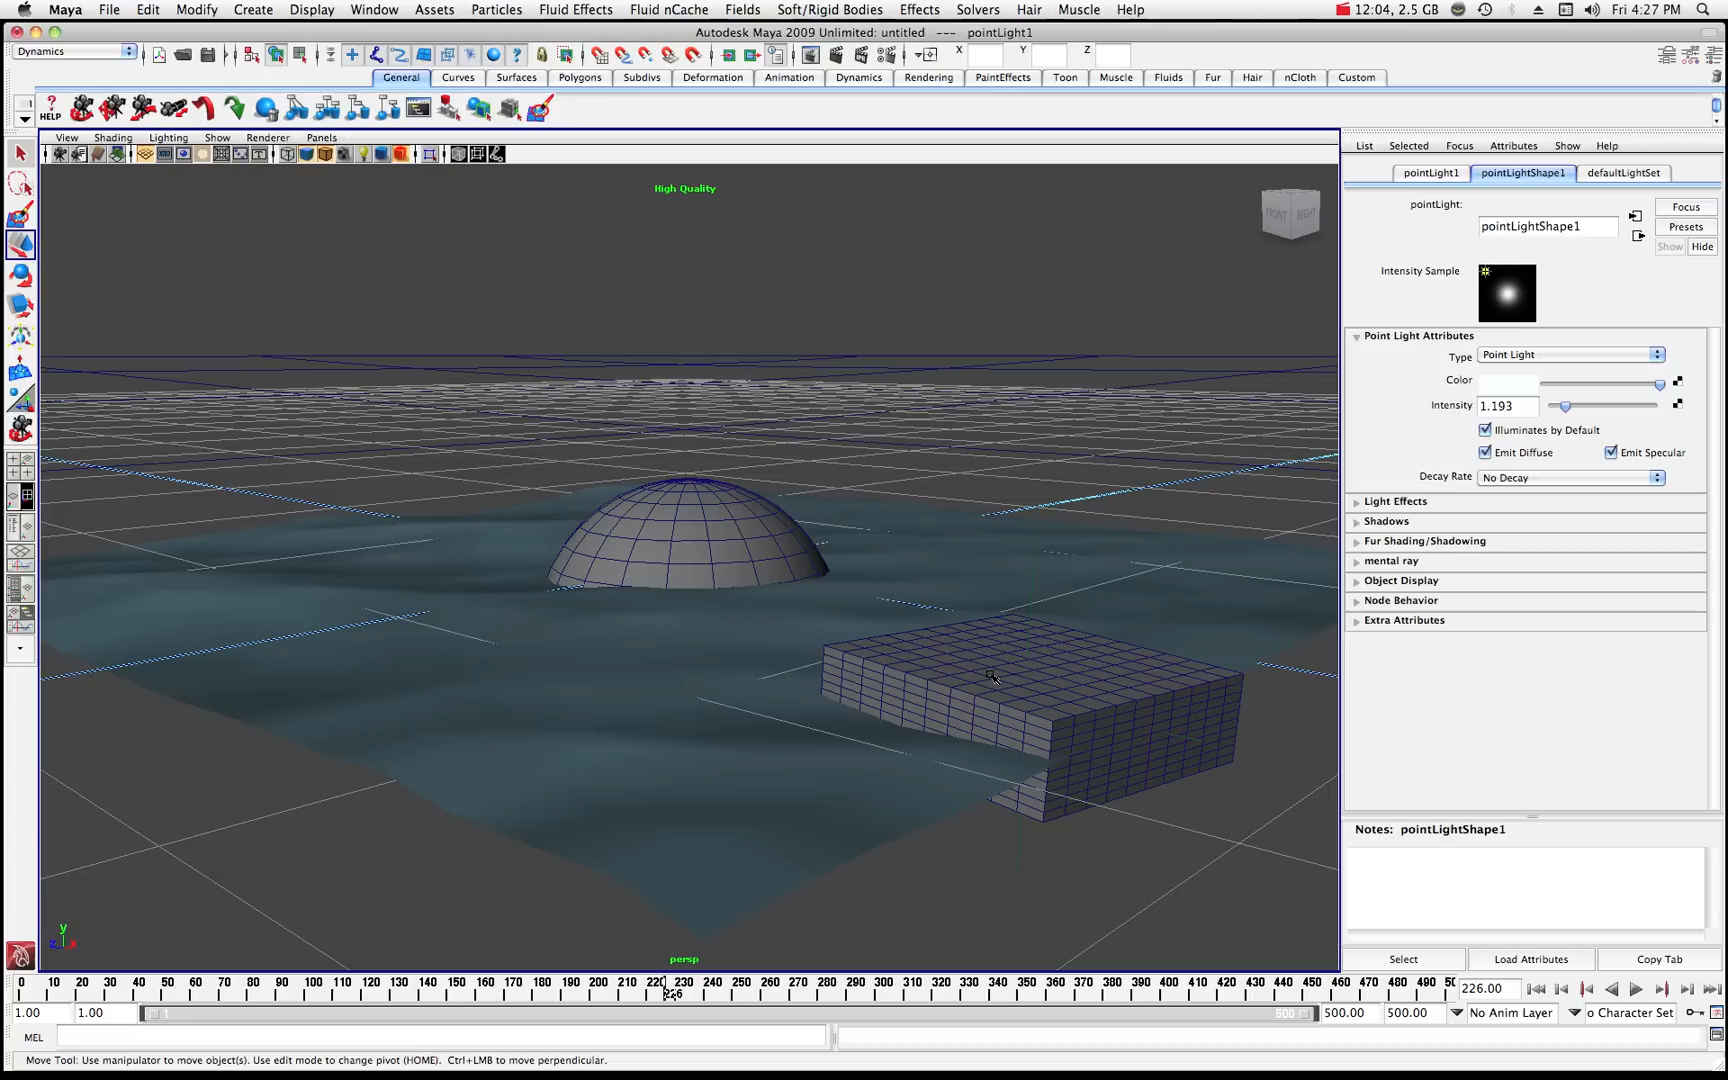 Maya File Edit Modify Create Display Window Assets Particles Fluid Effects Fluid nCache Fields Soft/Rigid Bodies Effects Solvers Hair Muscle Help 12:04, 2.5 GB Fri 4:27 PM
Autodesk Maya 2009 Unlimited: untitled --- pointLight1
Dynamics X Y Z
General Curves Surfaces Polygons Subdivs Deformation Animation Dynamics Rendering PaintEffects Toon Muscle Fluids Fur Hair nCloth Custom
? HELP
View Shading Lighting Show Renderer Panels
List Selected Focus Attributes Show Help
pointLight1 pointLightShape1 defaultLightSet
High Quality
FRONT RIGHT
pointLight: Focus
pointLightShape1 Presets
Show Hide
Intensity Sample
Point Light Attributes
Type Point Light
Color
Intensity 1.193
Illuminates by Default
Emit Diffuse Emit Specular
Decay Rate No Decay
Light Effects
Shadows
Fur Shading/Shadowing
mental ray
Object Display
Node Behavior
Extra Attributes
Notes: pointLightShape1
y
z x
persp
Select Load Attributes Copy Tab
0 10 20 30 40 50 60 70 80 90 100 110 120 130 140 150 160 170 180 190 200 210 220 230 240 250 260 270 280 290 300 310 320 330 340 350 360 370 380 390 400 410 420 430 440 450 460 470 480 490 50
226 226.00
1.00 1.00 1 500 500.00 500.00 No Anim Layer o Character Set
MEL
Move Tool: Use manipulator to move object(s). Use edit mode to change pivot (HOME). Ctrl+LMB to move perpendicular.